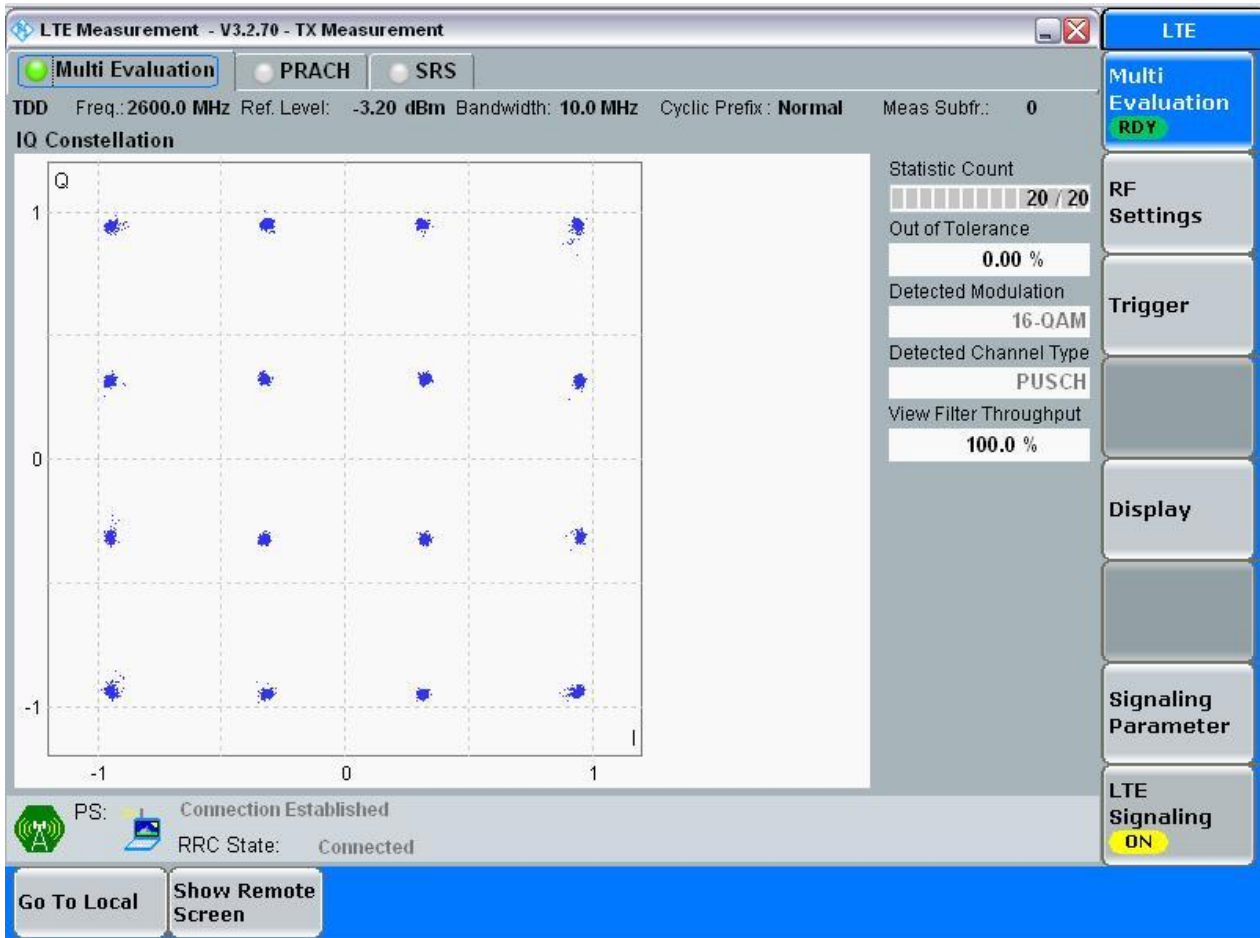 LTE Measurement - V3.2.70 - TX Measurement
LTE
Multi Evaluation PRACH SRS
TDD Freq.: 2600.0 MHz Ref. Level: -3.20 dBm Bandwidth: 10.0 MHz Cyclic Prefix : Normal Meas Subfr.: 0
IQ Constellation
Q
1
0
-1
I
-1 0 1
Statistic Count
20 / 20
Out of Tolerance
0.00 %
Detected Modulation
16-QAM
Detected Channel Type
PUSCH
View Filter Throughput
100.0 %
Multi
Evaluation
RDY
RF
Settings
Trigger
Display
Signaling
Parameter
LTE
Signaling
ON
PS: Connection Established
RRC State: Connected
Go To Local
Show Remote
Screen